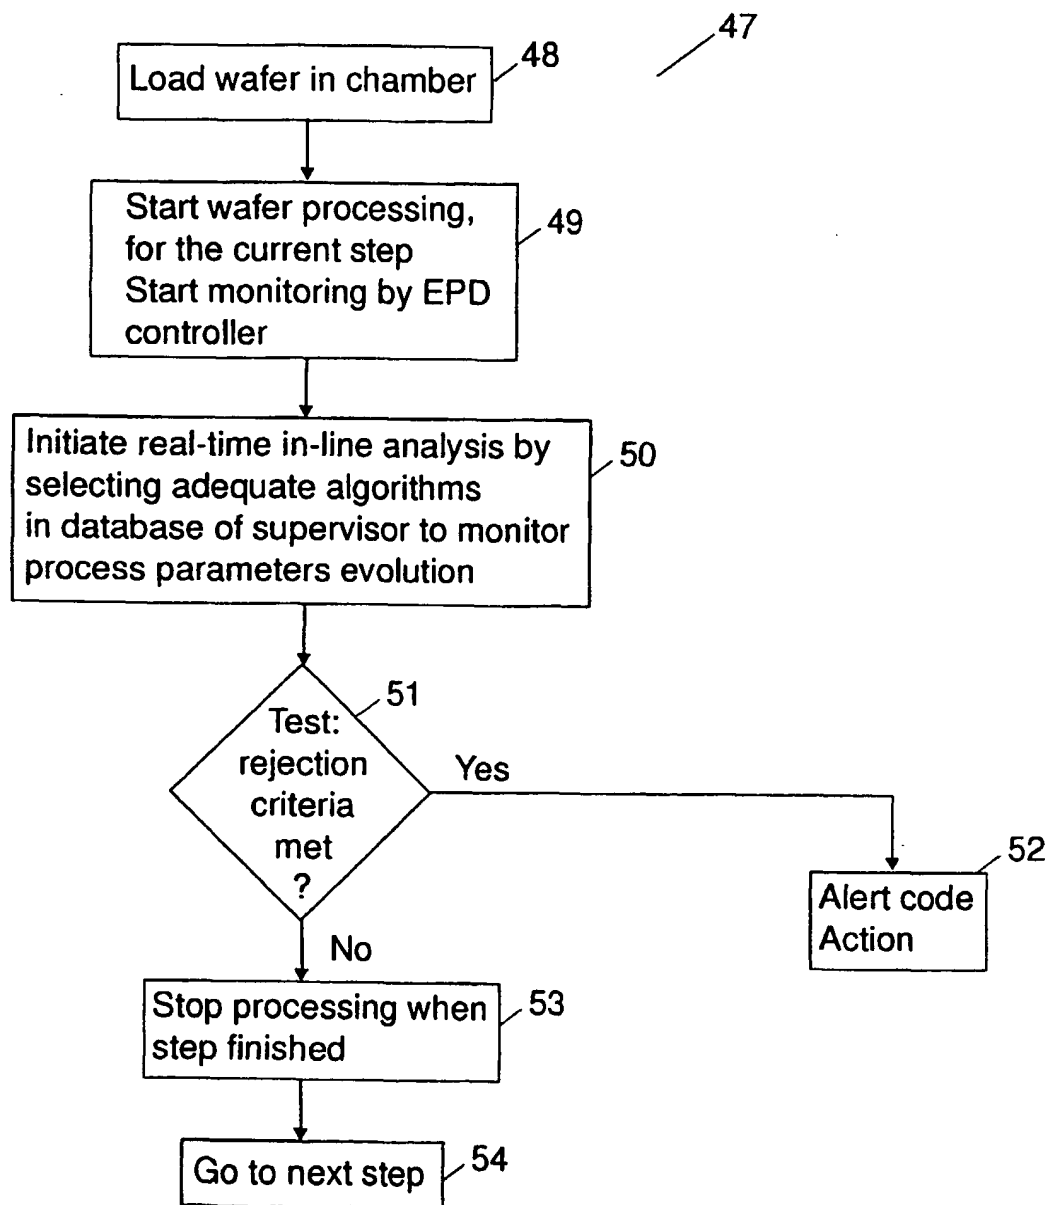 47
Load wafer in chamber
48
Start wafer processing,
for the current step
Start monitoring by EPD
controller
49
Initiate real-time in-line analysis by
selecting adequate algorithms
in database of supervisor to monitor
process parameters evolution
50
Test:
rejection
criteria
met
?
51
Yes
Alert code
Action
52
No
Stop processing when
step finished
53
Go to next step
54